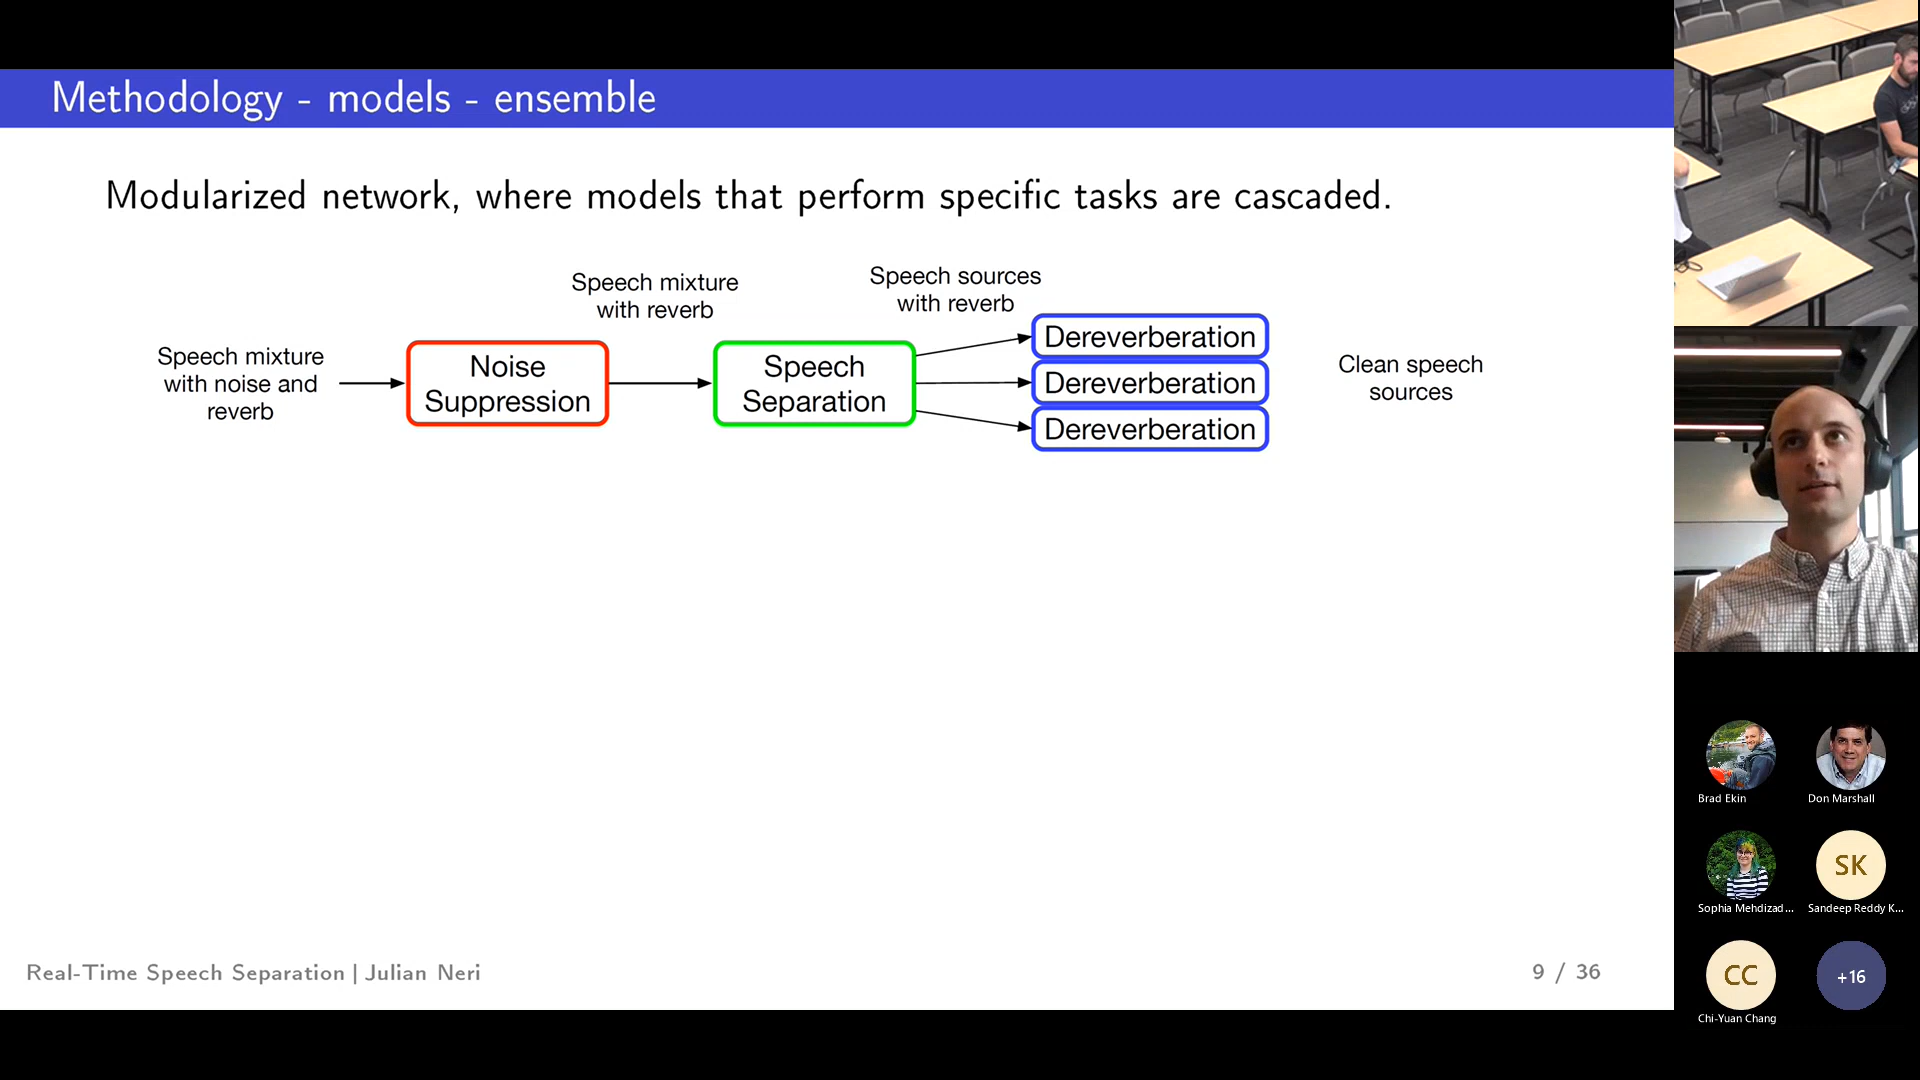 Methodology - models - ensemble
Modularized network, where models that perform specific tasks are cascaded.
Speech mixture
with noise and
reverb
Noise
Suppression
Speech mixture
with reverb
Speech
Separation
Speech sources
with reverb
Dereverberation
Dereverberation
Dereverberation
Clean speech
sources
Real-Time Speech Separation | Julian Neri
9 / 36
Brad Ekin
Don Marshall
Sophia Mehdizad...
SK
Sandeep Reddy K...
CC
Chi-Yuan Chang
+16